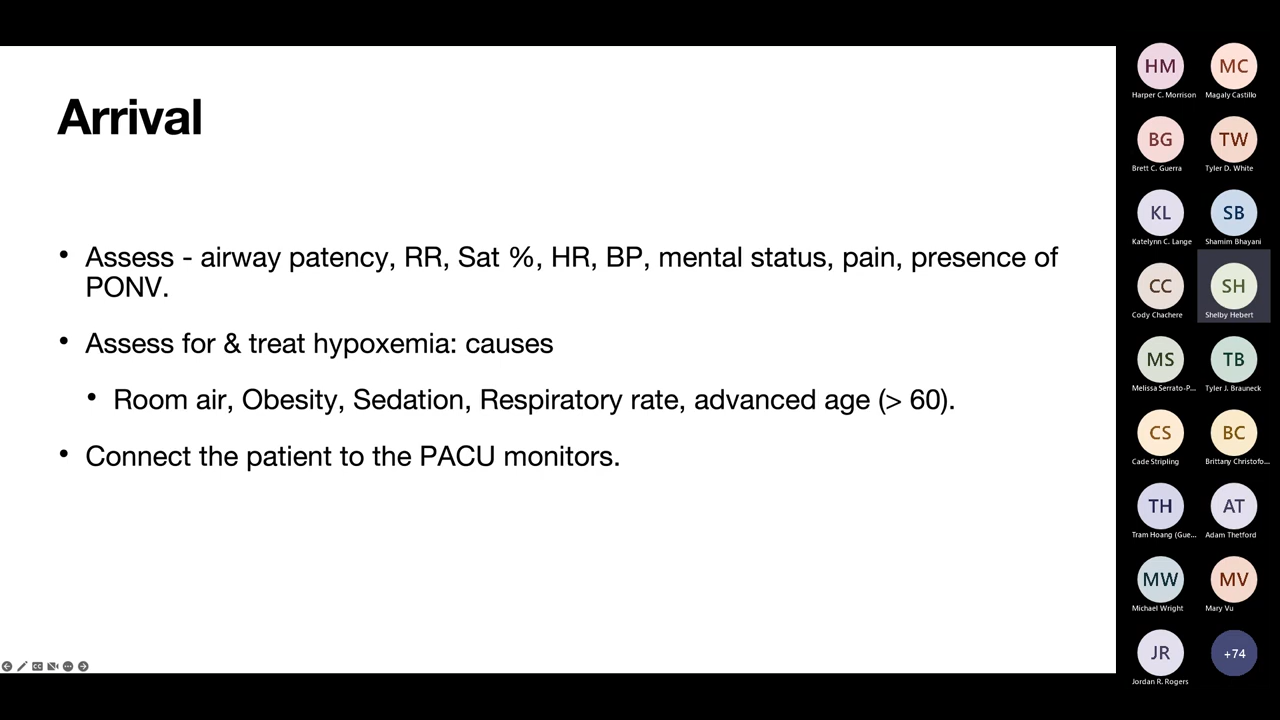 Arrival
• Assess - airway patency, RR, Sat %, HR, BP, mental status, pain, presence of
PONV.
• Assess for & treat hypoxemia: causes
• Room air, Obesity, Sedation, Respiratory rate, advanced age (> 60).
• Connect the patient to the PACU monitors.
HM
Harper C. Morrison
MC
Magaly Castillo
BG
Brett C. Guerra
TW
Tyler D. White
KL
Katelynn C. Lange
SB
Shamim Bhayani
CC
Cody Chachere
SH
Shelby Hebert
MS
Melissa Serrato-P...
TB
Tyler J. Brauneck
CS
Cade Stripling
BC
Brittany Christofo...
TH
Tram Hoang (Gue...
AT
Adam Thetford
MW
Michael Wright
MV
Mary Vu
JR
Jordan R. Rogers
+74